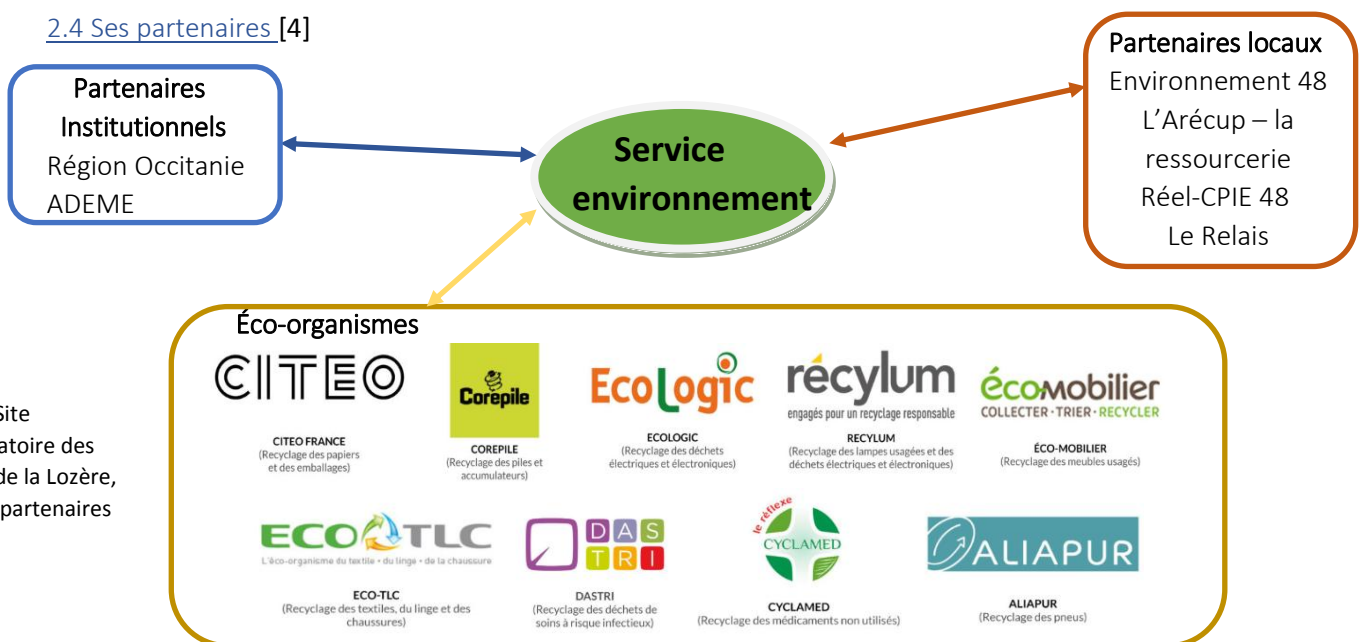 2.4 Ses partenaires [4]
Partenaires
Institutionnels
Région Occitanie
ADEME
Service
environnement
Partenaires locaux
Environnement 48
L'Arécup – la
ressourcerie
Réel-CPIE 48
Le Relais
Site
atoire des
de la Lozère,
partenaires
Éco-organismes
CITEO
CITEO FRANCE
(Recyclage des papiers
et des emballages)
Corepile
COREPILE
(Recyclage des piles et
accumulateurs)
EcoLogic
ECOLOGIC
(Recyclage des déchets
électriques et électroniques)
récylum
engagés pour un recyclage responsable
RECYLUM
(Recyclage des lampes usagées et des
déchets électriques et électroniques)
écomobilier
COLLECTER · TRIER · RECYCLER
ÉCO-MOBILIER
(Recyclage des meubles usagés)
ECO TLC
L'éco-organisme du textile • du linge • de la chaussure
ECO-TLC
(Recyclage des textiles, du linge et des
chaussures)
DAS
TRI
DASTRI
(Recyclage des déchets de
soins à risque infectieux)
le réflexe
CYCLAMED
CYCLAMED
(Recyclage des médicaments non utilisés)
ALIAPUR
ALIAPUR
(Recyclage des pneus)